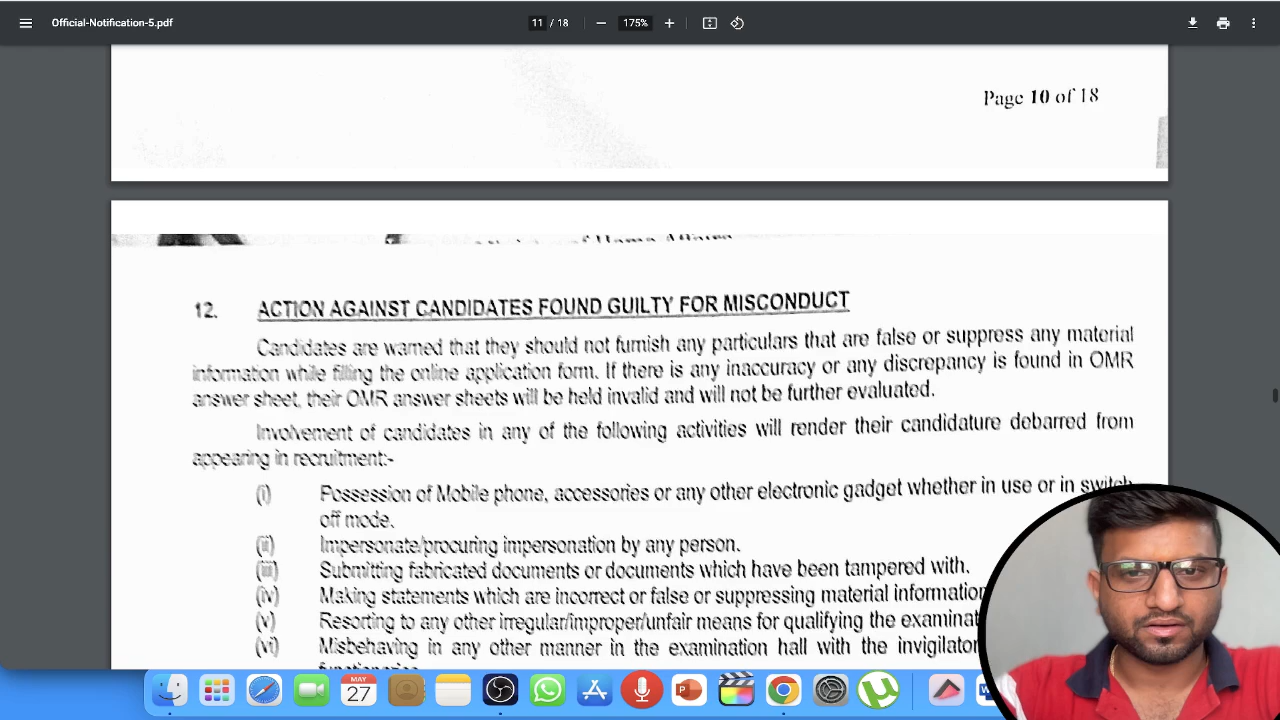 Official-Notification-5.pdf
11 / 18
175%
Page 10 of 18
of Home Affairs
12. ACTION AGAINST CANDIDATES FOUND GUILTY FOR MISCONDUCT
Candidates are warned that they should not furnish any particulars that are false or suppress any material
information while filling the online application form. If there is any inaccuracy or any discrepancy is found in OMR
answer sheet, their OMR answer sheets will be held invalid and will not be further evaluated.
Involvement of candidates in any of the following activities will render their candidature debarred from
appearing in recruitment:-
(i) Possession of Mobile phone, accessories or any other electronic gadget whether in use or in switch
off mode.
(ii) Impersonate/procuring impersonation by any person.
(iii) Submitting fabricated documents or documents which have been tampered with.
(iv) Making statements which are incorrect or false or suppressing material information
(v) Resorting to any other irregular/improper/unfair means for qualifying the examinat
(vi) Misbehaving in any other manner in the examination hall with the invigilator
functionaries
MAY
27
P
W